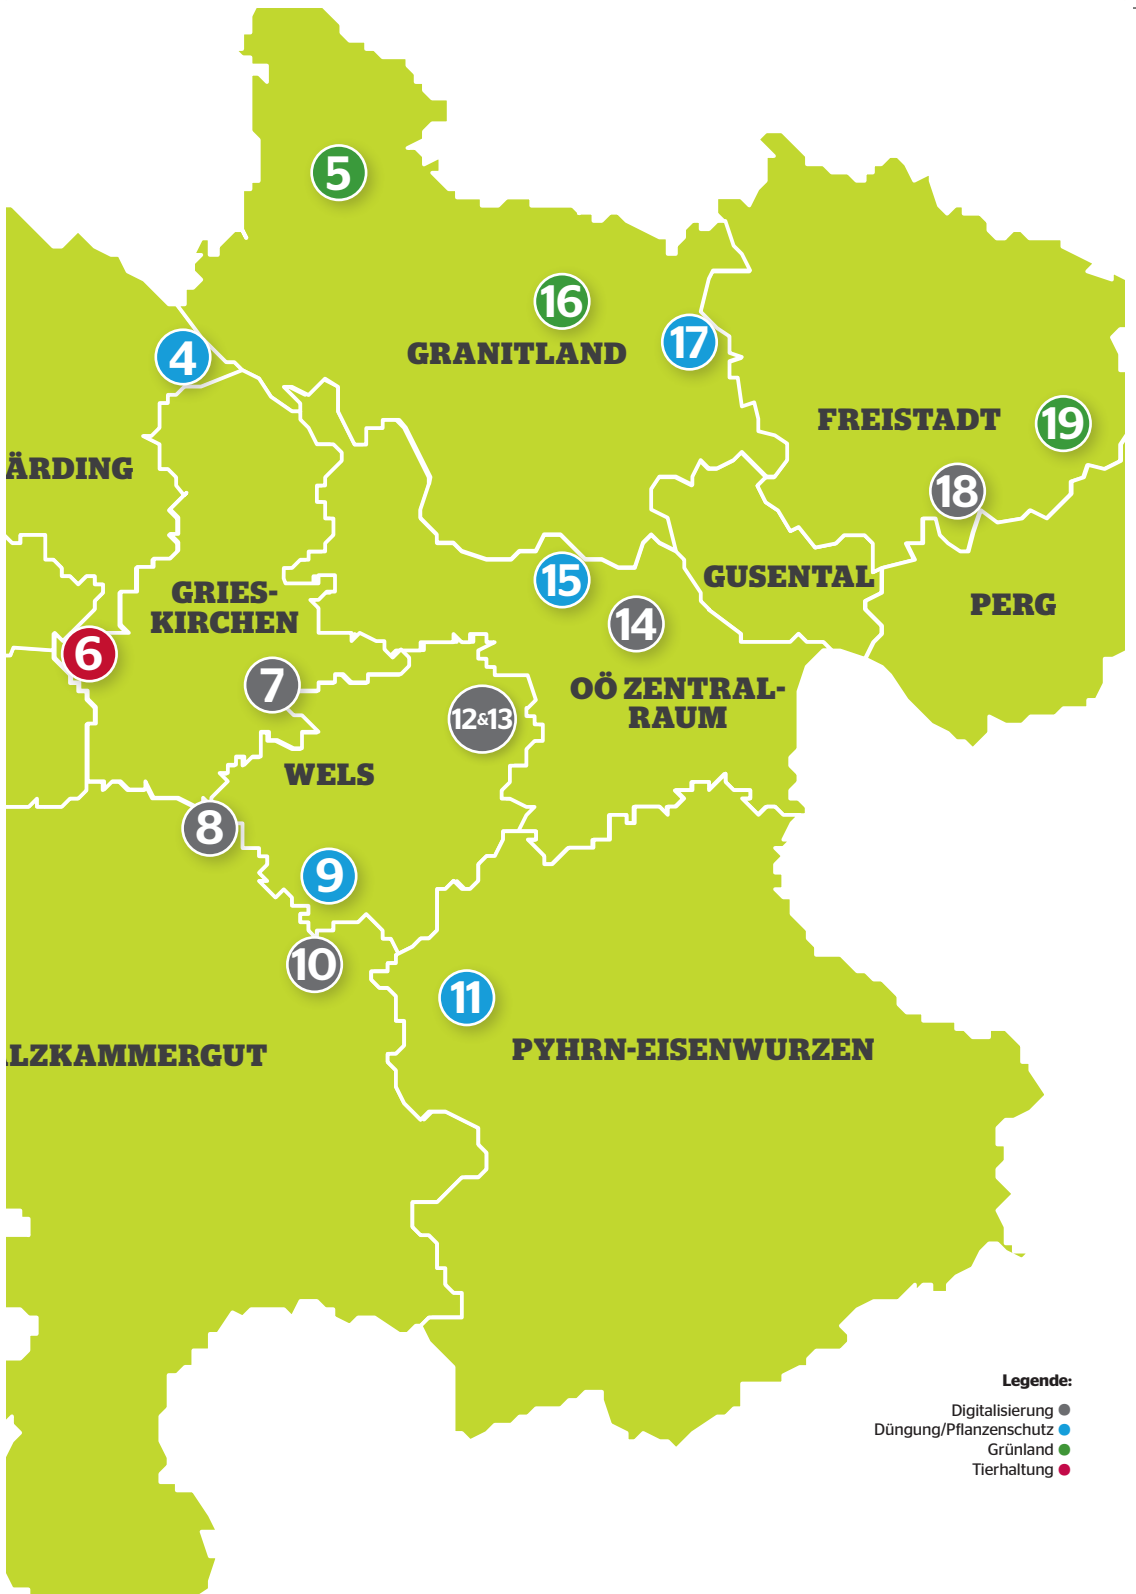 5
16
GRANITLAND
17
4
FREISTADT
19
ÄRDING
18
15
GUSENTAL
GRIES-
KIRCHEN
PERG
14
6
7
OÖ ZENTRAL-
RAUM
12&13
WELS
8
9
10
11
LZKAMMERGUT
PYHRN-EISENWURZEN
Legende:
Digitalisierung
Düngung/Pflanzenschutz
Grünland
Tierhaltung